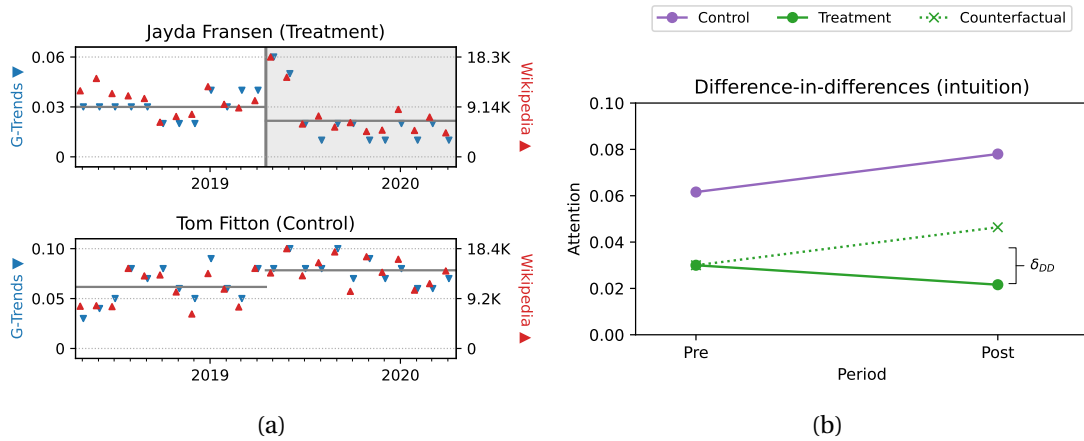 Jayda Fransen (Treatment)
G-Trends ▼
0.06
0.03
0
18.3K
9.14K
0
Wikipedia ▲
2019
2020
Tom Fitton (Control)
G-Trends ▼
0.10
0.05
0
18.4K
9.2K
0
Wikipedia ▲
2019
2020
(a)
Control
Treatment
Counterfactual
Difference-in-differences (intuition)
Attention
0.10
0.08
0.06
0.04
0.02
0.00
δDD
Pre
Post
Period
(b)